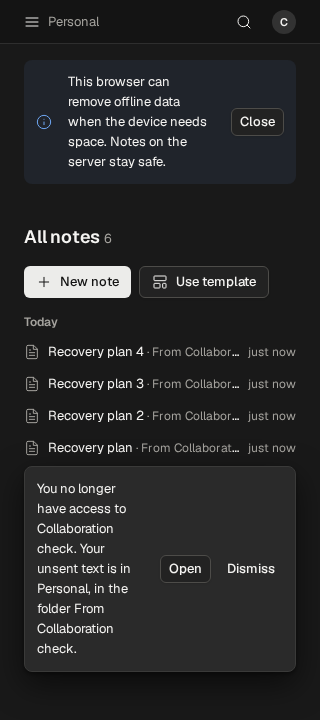 Personal
C
This browser can
remove offline data
when the device needs
space. Notes on the
server stay safe.
Close
All notes 6
New note
Use template
Today
Recovery plan 4 · From Collabor... just now
Recovery plan 3 · From Collabor... just now
Recovery plan 2 · From Collabor... just now
Recovery plan · From Collaborat... just now
You no longer
have access to
Collaboration
check. Your
unsent text is in
Personal, in the
folder From
Collaboration
check.
Open
Dismiss